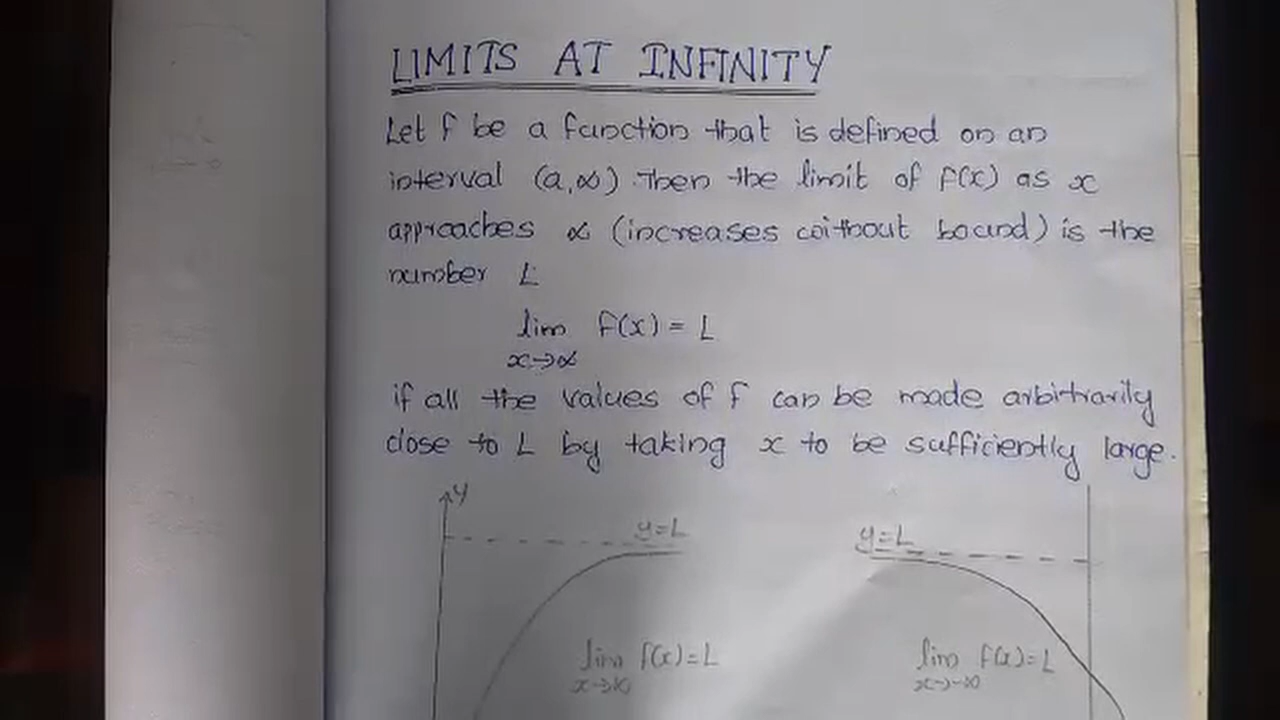 LIMITS AT INFINITY
Let f be a function that is defined on an
interval (a,∞). Then the limit of f(x) as x
approaches ∞ (increases without bound) is the
number L
lim f(x) = L
x→∞
if all the values of f can be made arbitrarily
close to L by taking x to be sufficiently large.
y
y=L
y=L
lim f(x)=L
x→∞
lim f(x)=L
x→-∞